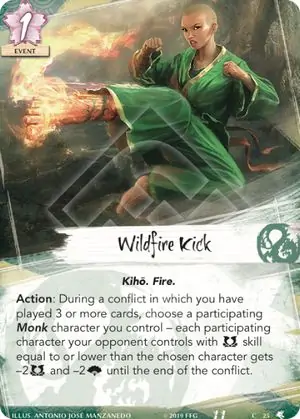 1
EVENT
Wildfire Kick
Kihō. Fire.
Action: During a conflict in which you have
played 3 or more cards, choose a participating
Monk character you control – each participating
character your opponent controls with skill
equal to or lower than the chosen character gets
–2 and –2 until the end of the conflict.
ILLUS. ANTONIO JOSÉ MANZANEDO © 2019 FFG C 25